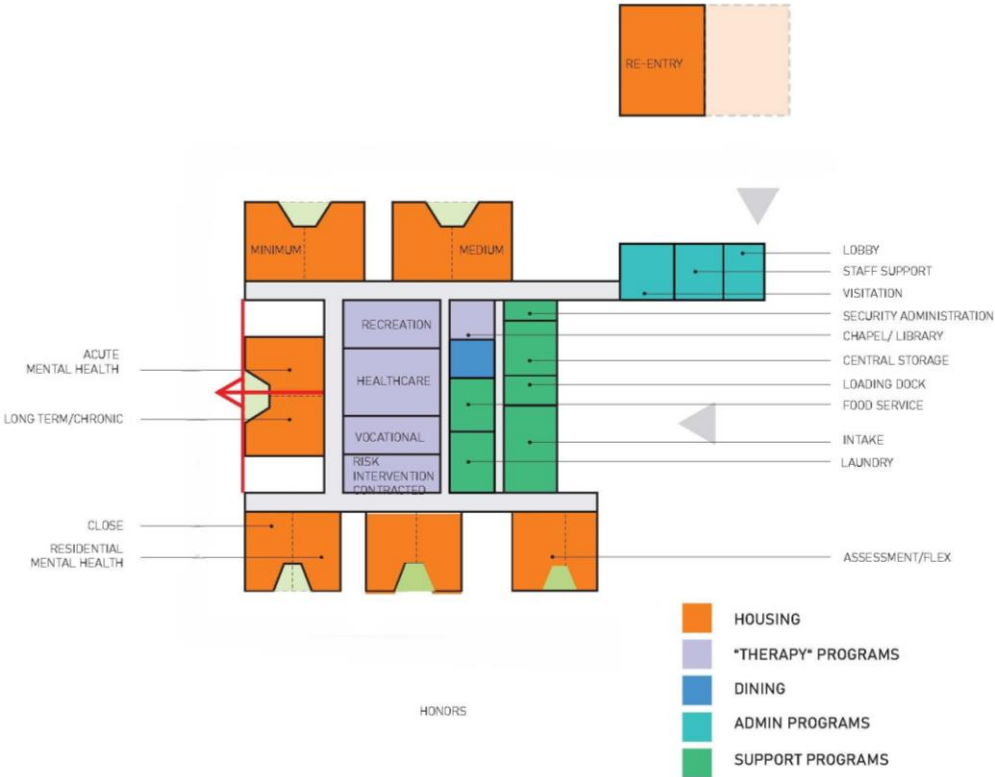 RE-ENTRY
MINIMUM
MEDIUM
LOBBY
STAFF SUPPORT
VISITATION
SECURITY ADMINISTRATION
CHAPEL/ LIBRARY
CENTRAL STORAGE
LOADING DOCK
FOOD SERVICE
INTAKE
LAUNDRY
RECREATION
HEALTHCARE
VOCATIONAL
RISK
INTERVENTION
CONTRACTED
ACUTE
MENTAL HEALTH
LONG TERM/CHRONIC
CLOSE
RESIDENTIAL
MENTAL HEALTH
ASSESSMENT/FLEX
HONORS
HOUSING
"THERAPY" PROGRAMS
DINING
ADMIN PROGRAMS
SUPPORT PROGRAMS